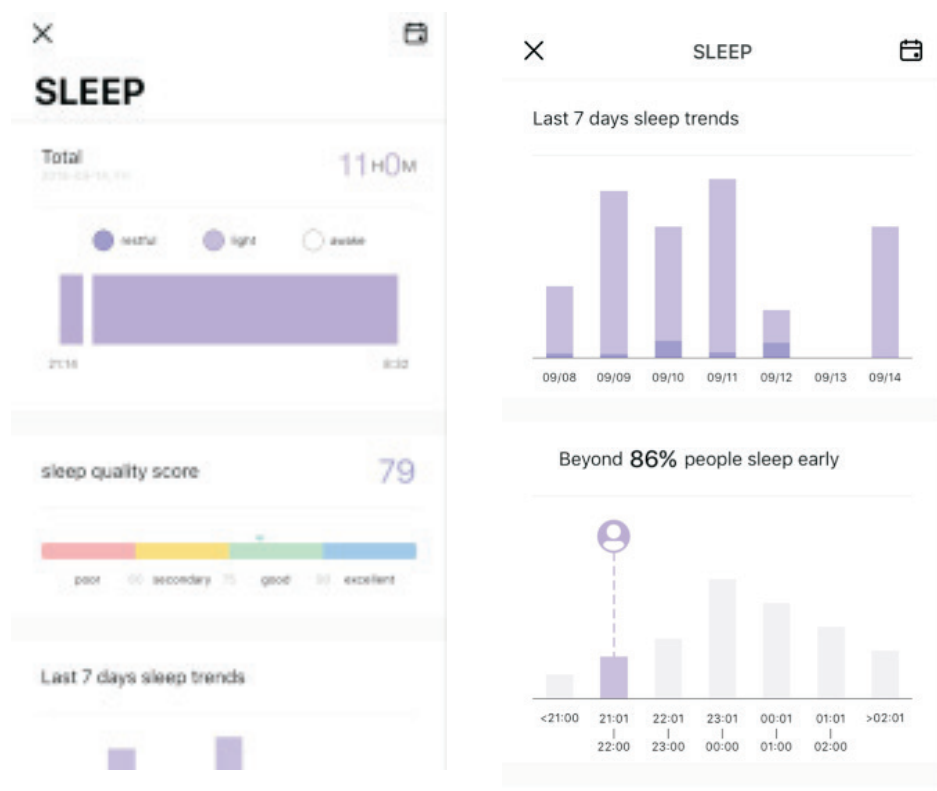 SLEEP
Total
11H0M
restful light awake
21:16 8:32
sleep quality score 79
poor 60 secondary 75 good 90 excellent
Last 7 days sleep trends
SLEEP
Last 7 days sleep trends
09/08 09/09 09/10 09/11 09/12 09/13 09/14
Beyond 86% people sleep early
<21:00 21:01 22:01 23:01 00:01 01:01 >02:01
| | | | |
22:00 23:00 00:00 01:00 02:00